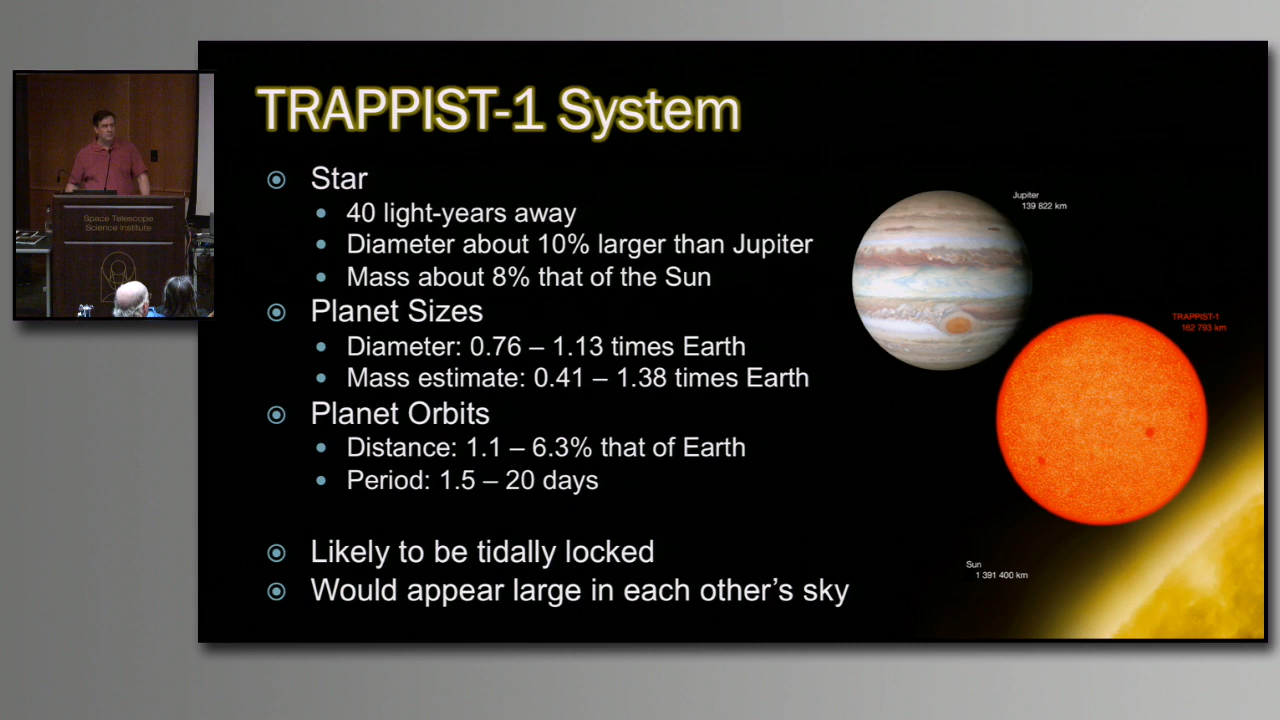 TRAPPIST-1 System
Star
40 light-years away
Diameter about 10% larger than Jupiter
Mass about 8% that of the Sun
Planet Sizes
Diameter: 0.76 – 1.13 times Earth
Mass estimate: 0.41 – 1.38 times Earth
Planet Orbits
Distance: 1.1 – 6.3% that of Earth
Period: 1.5 – 20 days
Likely to be tidally locked
Would appear large in each other's sky
Jupiter
139 822 km
TRAPPIST-1
162 793 km
Sun
1 391 400 km
Space Telescope
Science Institute